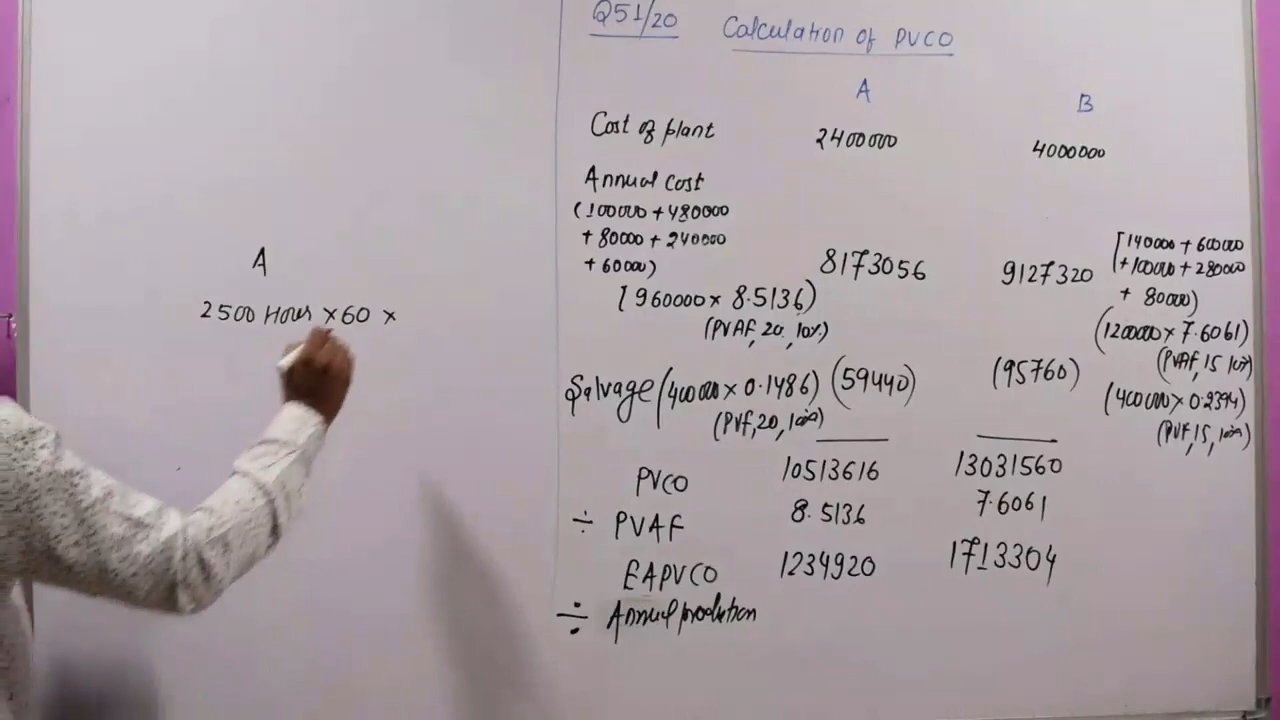 Q51/20 Calculation of PVCO
A B
Cost of plant 2400000 4000000
Annual cost
(100000 + 480000
+ 80000 + 240000
+ 60000) 8173056 9127320
[960000 × 8.5136)
(PVAF, 20, 10%)
[140000 + 600000
+ 100000 + 280000
+ 80000)
(1200000 × 7.6061)
(PVAF, 15 10%)
Salvage (400000 × 0.1486) (59440) (95760) (400000 × 0.2394)
(PVF, 20, 10%) (PVF, 15, 10%)
PVCO 10513616 13031560
÷ PVAF 8.5136 7.6061
EAPVCO 1234920 1713304
÷ Annual production
A
2500 Hours × 60 ×